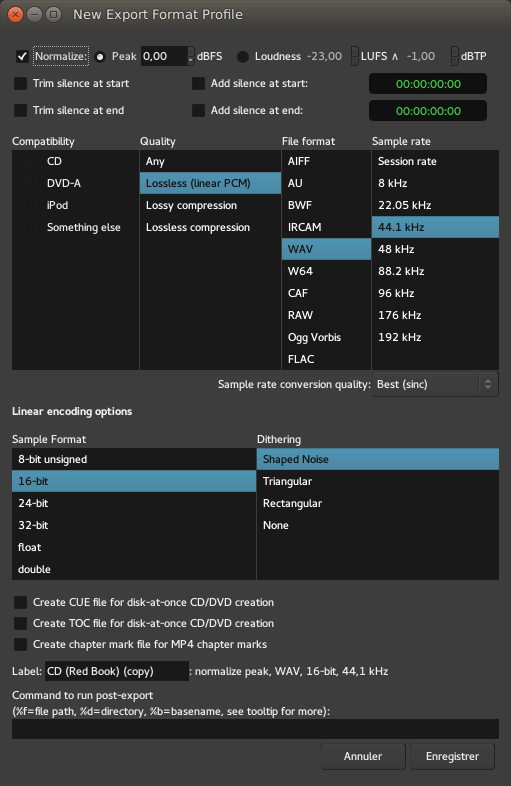 New Export Format Profile
Normalize: Peak 0,00 dBFS Loudness -23,00 LUFS ∧ -1,00 dBTP
Trim silence at start Add silence at start: 00:00:00:00
Trim silence at end Add silence at end: 00:00:00:00
Compatibility Quality File format Sample rate
CD Any AIFF Session rate
DVD-A Lossless (linear PCM) AU 8 kHz
iPod Lossy compression BWF 22.05 kHz
Something else Lossless compression IRCAM 44.1 kHz
WAV 48 kHz
W64 88.2 kHz
CAF 96 kHz
RAW 176 kHz
Ogg Vorbis 192 kHz
FLAC
Sample rate conversion quality: Best (sinc)
Linear encoding options
Sample Format Dithering
8-bit unsigned Shaped Noise
16-bit Triangular
24-bit Rectangular
32-bit None
float
double
Create CUE file for disk-at-once CD/DVD creation
Create TOC file for disk-at-once CD/DVD creation
Create chapter mark file for MP4 chapter marks
Label: CD (Red Book) (copy) : normalize peak, WAV, 16-bit, 44,1 kHz
Command to run post-export
(%f=file path, %d=directory, %b=basename, see tooltip for more):
Annuler Enregistrer